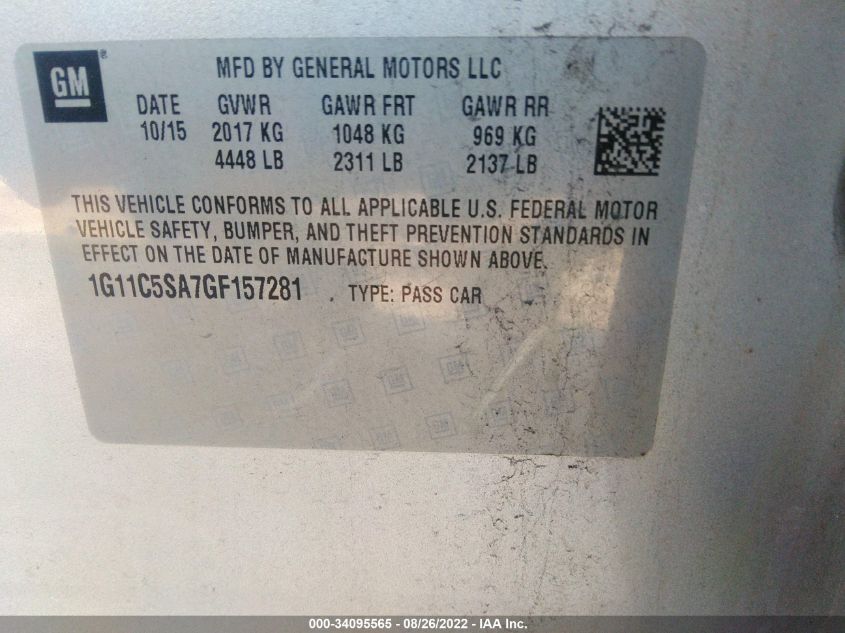 GM®
MFD BY GENERAL MOTORS LLC
DATE GVWR GAWR FRT GAWR RR
10/15 2017 KG 1048 KG 969 KG
4448 LB 2311 LB 2137 LB
THIS VEHICLE CONFORMS TO ALL APPLICABLE U.S. FEDERAL MOTOR
VEHICLE SAFETY, BUMPER, AND THEFT PREVENTION STANDARDS IN
EFFECT ON THE DATE OF MANUFACTURE SHOWN ABOVE.
1G11C5SA7GF157281 . TYPE: PASS CAR
000-34095565 - 08/26/2022 - IAA Inc.